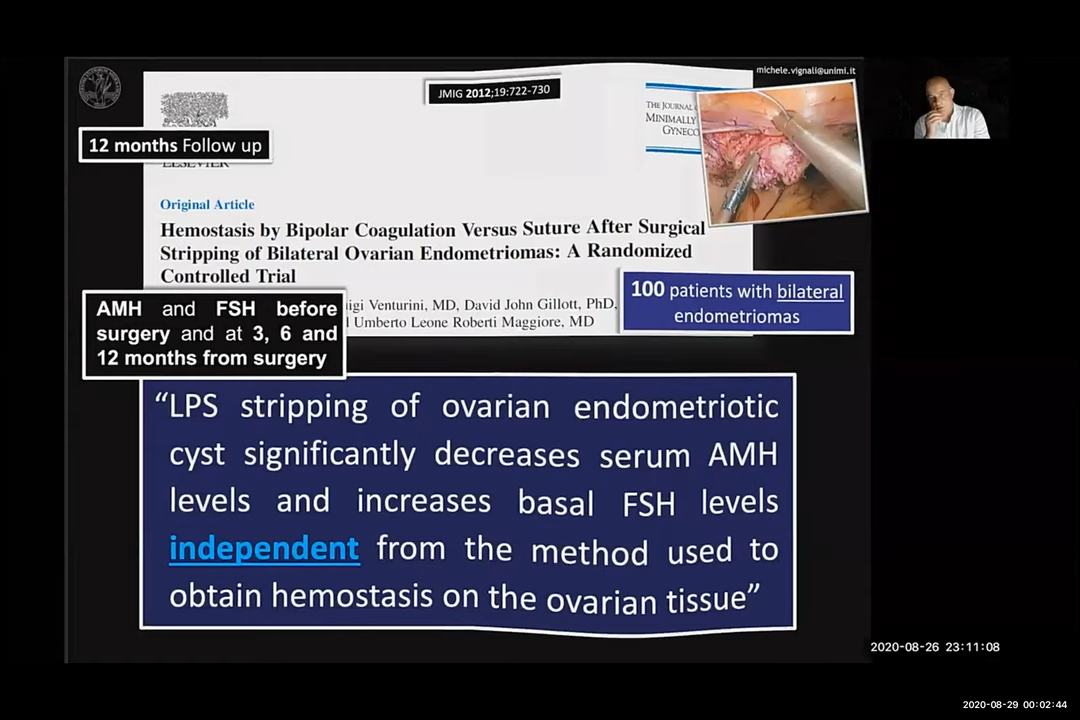 michele.vignali@unimi.it
JMIG 2012;19:722-730
THE JOURNAL
MINIMALLY
GYNECO
12 months Follow up
ELSEVIER
Original Article
Hemostasis by Bipolar Coagulation Versus Suture After Surgical
Stripping of Bilateral Ovarian Endometriomas: A Randomized
Controlled Trial
100 patients with bilateral
endometriomas
AMH and FSH before
surgery and at 3, 6 and
12 months from surgery
igi Venturini, MD, David John Gillott, PhD,
Umberto Leone Roberti Maggiore, MD
“LPS stripping of ovarian endometriotic
cyst significantly decreases serum AMH
levels and increases basal FSH levels
independent from the method used to
obtain hemostasis on the ovarian tissue”
2020-08-26 23:11:08
2020-08-29 00:02:44